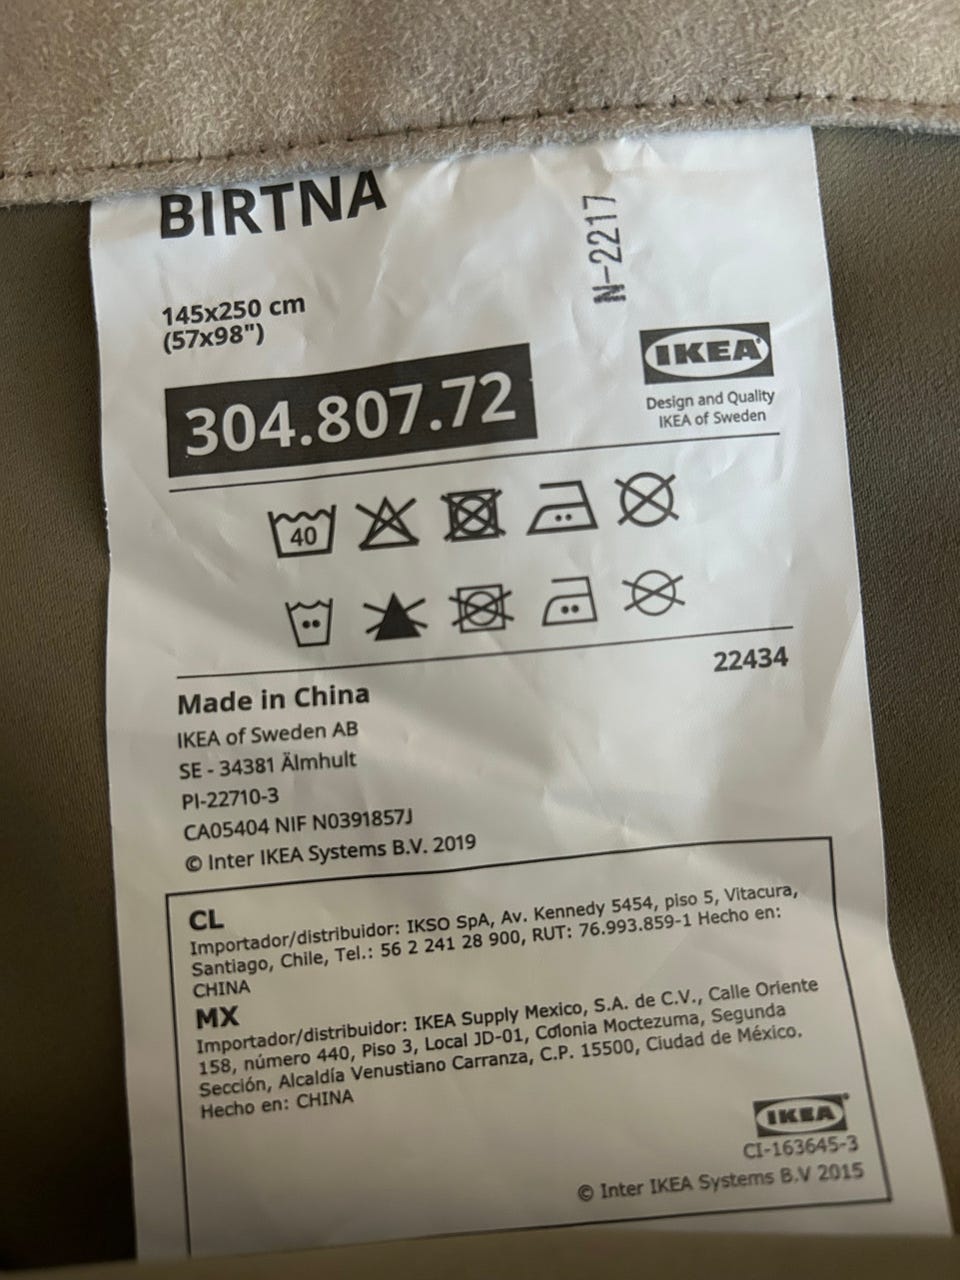 BIRTNA
N-2217
145x250 cm
(57x98")
304.807.72
IKEA
Design and Quality
IKEA of Sweden
40
22434
Made in China
IKEA of Sweden AB
SE - 34381 Älmhult
PI-22710-3
CA05404 NIF N0391857J
© Inter IKEA Systems B.V. 2019
CL
Importador/distribuidor: IKSO SpA, Av. Kennedy 5454, piso 5, Vitacura,
Santiago, Chile, Tel.: 56 2 241 28 900, RUT: 76.993.859-1 Hecho en:
CHINA
MX
Importador/distribuidor: IKEA Supply Mexico, S.A. de C.V., Calle Oriente
158, número 440, Piso 3, Local JD-01, Colonia Moctezuma, Segunda
Sección, Alcaldía Venustiano Carranza, C.P. 15500, Ciudad de México.
Hecho en: CHINA
IKEA
CI-163645-3
© Inter IKEA Systems B.V 2015